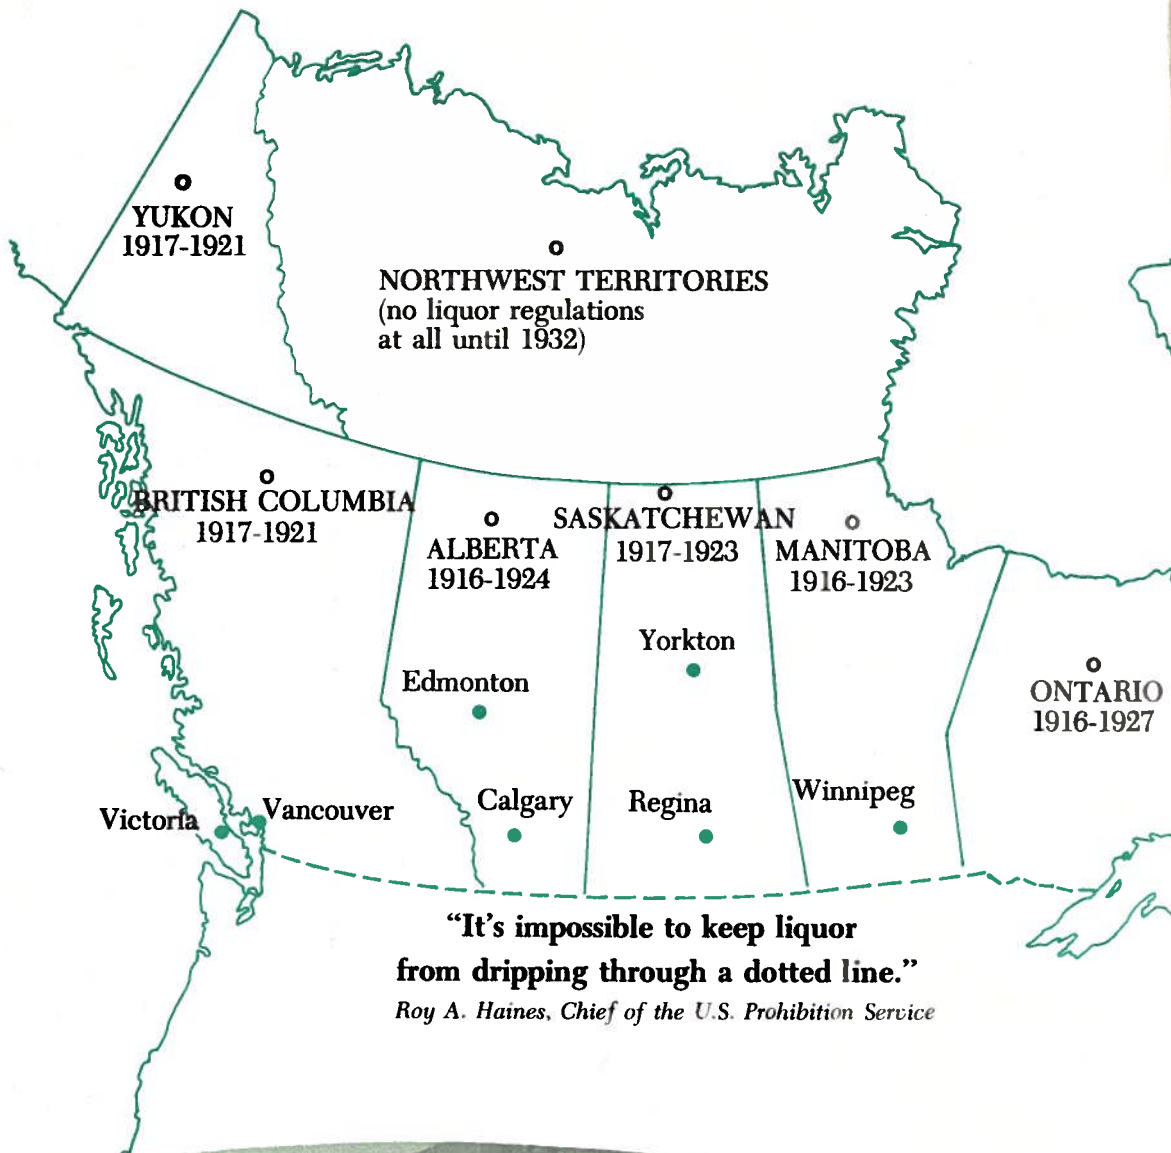 YUKON
1917-1921
NORTHWEST TERRITORIES
(no liquor regulations
at all until 1932)
BRITISH COLUMBIA
1917-1921
ALBERTA
1916-1924
SASKATCHEWAN
1917-1923
MANITOBA
1916-1923
ONTARIO
1916-1927
Yorkton
Edmonton
Victoria
Vancouver
Calgary
Regina
Winnipeg
“It's impossible to keep liquor
from dripping through a dotted line.”
Roy A. Haines, Chief of the U.S. Prohibition Service